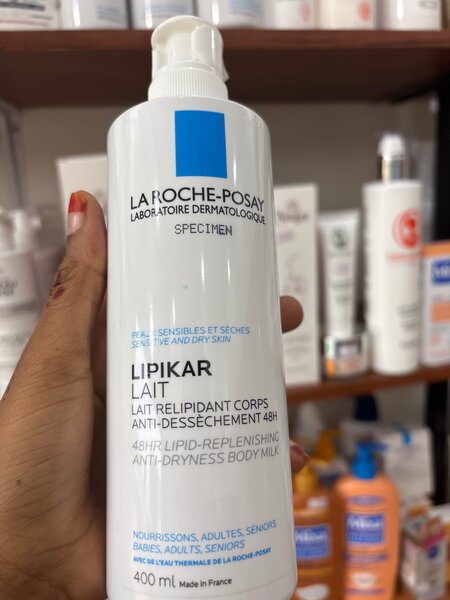 LA ROCHE-POSAY
LABORATOIRE DERMATOLOGIQUE
SPECIMEN
PEAUX SENSIBLES ET SÈCHES
SENSITIVE AND DRY SKIN
LIPIKAR
LAIT
LAIT RELIPIDANT CORPS
ANTI-DESSÈCHEMENT 48H
48HR LIPID-REPLENISHING
ANTI-DRYNESS BODY MILK
NOURRISSONS, ADULTES, SÉNIORS
BABIES, ADULTS, SENIORS
AVEC DE L'EAU THERMALE DE LA ROCHE-POSAY
400 ml Made in France